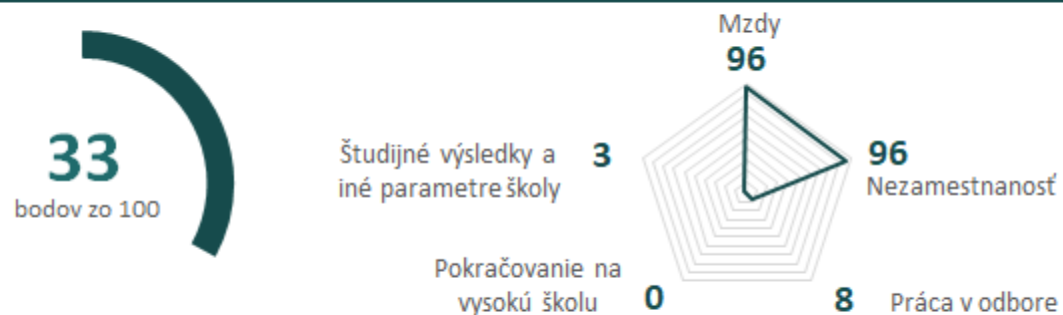 33
bodov zo 100
Mzdy
96
96
Nezamestnanosť
8 Práca v odbore
Pokračovanie na
vysokú školu 0
Študijné výsledky a 3
iné parametre školy